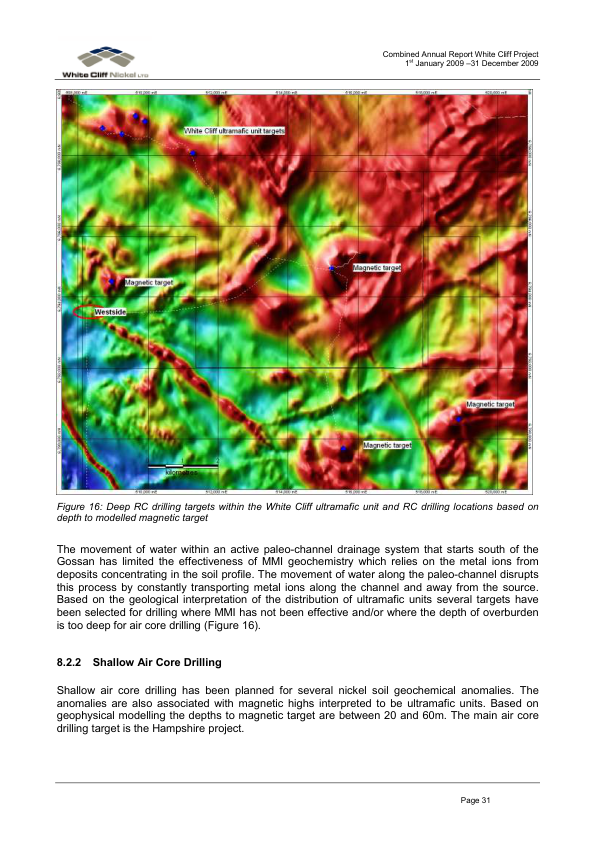 White Cliff Nickel LTD
Combined Annual Report White Cliff Project
1st January 2009 –31 December 2009
White Cliff ultramafic unit targets
Magnetic target
Magnetic target
Westside
Magnetic target
Magnetic target
kilometres
Figure 16: Deep RC drilling targets within the White Cliff ultramafic unit and RC drilling locations based on
depth to modelled magnetic target
The movement of water within an active paleo-channel drainage system that starts south of the
Gossan has limited the effectiveness of MMI geochemistry which relies on the metal ions from
deposits concentrating in the soil profile. The movement of water along the paleo-channel disrupts
this process by constantly transporting metal ions along the channel and away from the source.
Based on the geological interpretation of the distribution of ultramafic units several targets have
been selected for drilling where MMI has not been effective and/or where the depth of overburden
is too deep for air core drilling (Figure 16).
8.2.2 Shallow Air Core Drilling
Shallow air core drilling has been planned for several nickel soil geochemical anomalies. The
anomalies are also associated with magnetic highs interpreted to be ultramafic units. Based on
geophysical modelling the depths to magnetic target are between 20 and 60m. The main air core
drilling target is the Hampshire project.
Page 31